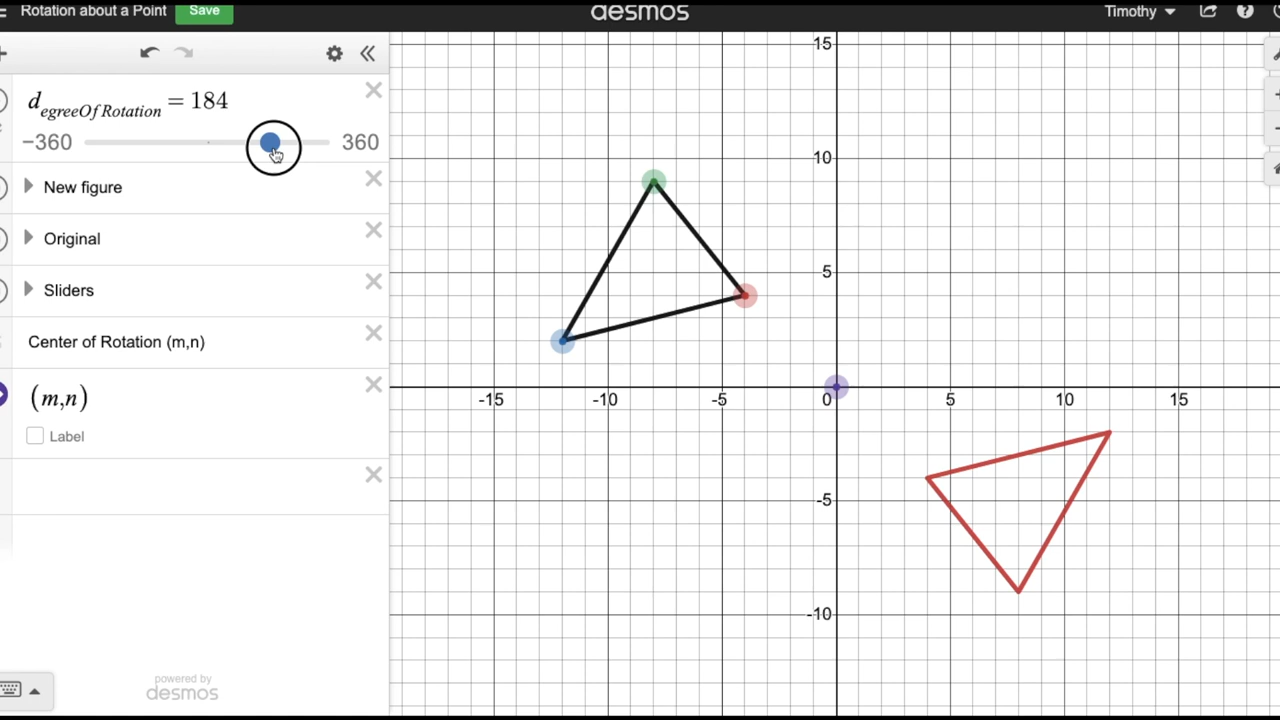 Rotation about a Point Save desmos Timothy
d_egreeOfRotation = 184
−360 360
New figure
Original
Sliders
Center of Rotation (m,n)
(m,n)
Label
powered by
desmos
15
10
5
-15 -10 -5 0 5 10 15
-5
-10